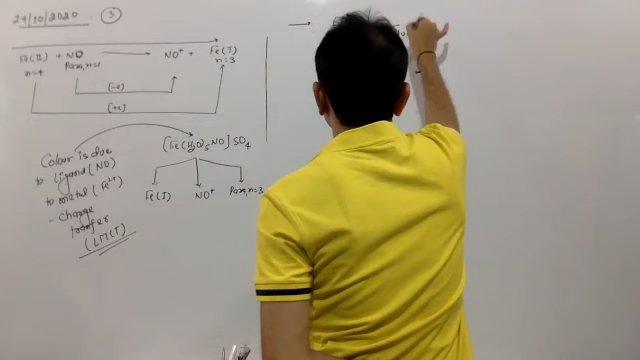 29/10/2020 (3)
Fe(II) + NO → NO⁺ + Fe(I)
n=4 Para, n=1 n=3
(-e)
(+e)
[Fe(H₂O)₅NO]SO₄
Fe(I) NO⁺ Para, n=3
Colour is due
to Ligand (NO)
to metal (Fe²⁺)
- charge
transfer
(LMCT)
→